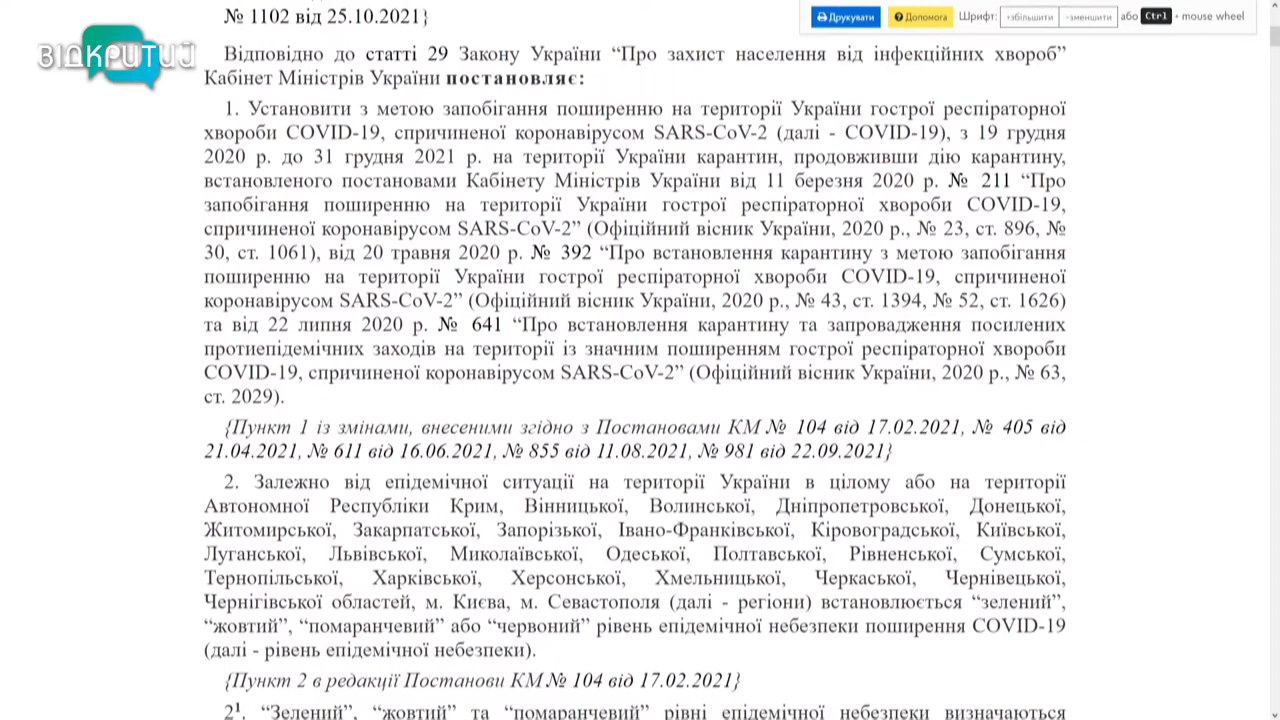 № 1102 від 25.10.2021}
Друкувати Допомога Шрифт: +збільшити -зменшити або Ctrl + mouse wheel
ВІДКРИТИЙ
Відповідно до статті 29 Закону України “Про захист населення від інфекційних хвороб”
Кабінет Міністрів України постановляє:
1. Установити з метою запобігання поширенню на території України гострої респіраторної
хвороби COVID-19, спричиненої коронавірусом SARS-CoV-2 (далі - COVID-19), з 19 грудня
2020 р. до 31 грудня 2021 р. на території України карантин, продовживши дію карантину,
встановленого постановами Кабінету Міністрів України від 11 березня 2020 р. № 211 “Про
запобігання поширенню на території України гострої респіраторної хвороби COVID-19,
спричиненої коронавірусом SARS-CoV-2” (Офіційний вісник України, 2020 р., № 23, ст. 896, №
30, ст. 1061), від 20 травня 2020 р. № 392 “Про встановлення карантину з метою запобігання
поширенню на території України гострої респіраторної хвороби COVID-19, спричиненої
коронавірусом SARS-CoV-2” (Офіційний вісник України, 2020 р., № 43, ст. 1394, № 52, ст. 1626)
та від 22 липня 2020 р. № 641 “Про встановлення карантину та запровадження посилених
протиепідемічних заходів на території із значним поширенням гострої респіраторної хвороби
COVID-19, спричиненої коронавірусом SARS-CoV-2” (Офіційний вісник України, 2020 р., № 63,
ст. 2029).
{Пункт 1 із змінами, внесеними згідно з Постановами КМ № 104 від 17.02.2021, № 405 від
21.04.2021, № 611 від 16.06.2021, № 855 від 11.08.2021, № 981 від 22.09.2021}
2. Залежно від епідемічної ситуації на території України в цілому або на території
Автономної Республіки Крим, Вінницької, Волинської, Дніпропетровської, Донецької,
Житомирської, Закарпатської, Запорізької, Івано-Франківської, Кіровоградської, Київської,
Луганської, Львівської, Миколаївської, Одеської, Полтавської, Рівненської, Сумської,
Тернопільської, Харківської, Херсонської, Хмельницької, Черкаської, Чернівецької,
Чернігівської областей, м. Києва, м. Севастополя (далі - регіони) встановлюється “зелений”,
“жовтий”, “помаранчевий” або “червоний” рівень епідемічної небезпеки поширення COVID-19
(далі - рівень епідемічної небезпеки).
{Пункт 2 в редакції Постанови КМ № 104 від 17.02.2021}
2¹. “Зелений”, “жовтий” та “помаранчевий” рівні епідемічної небезпеки визначаються